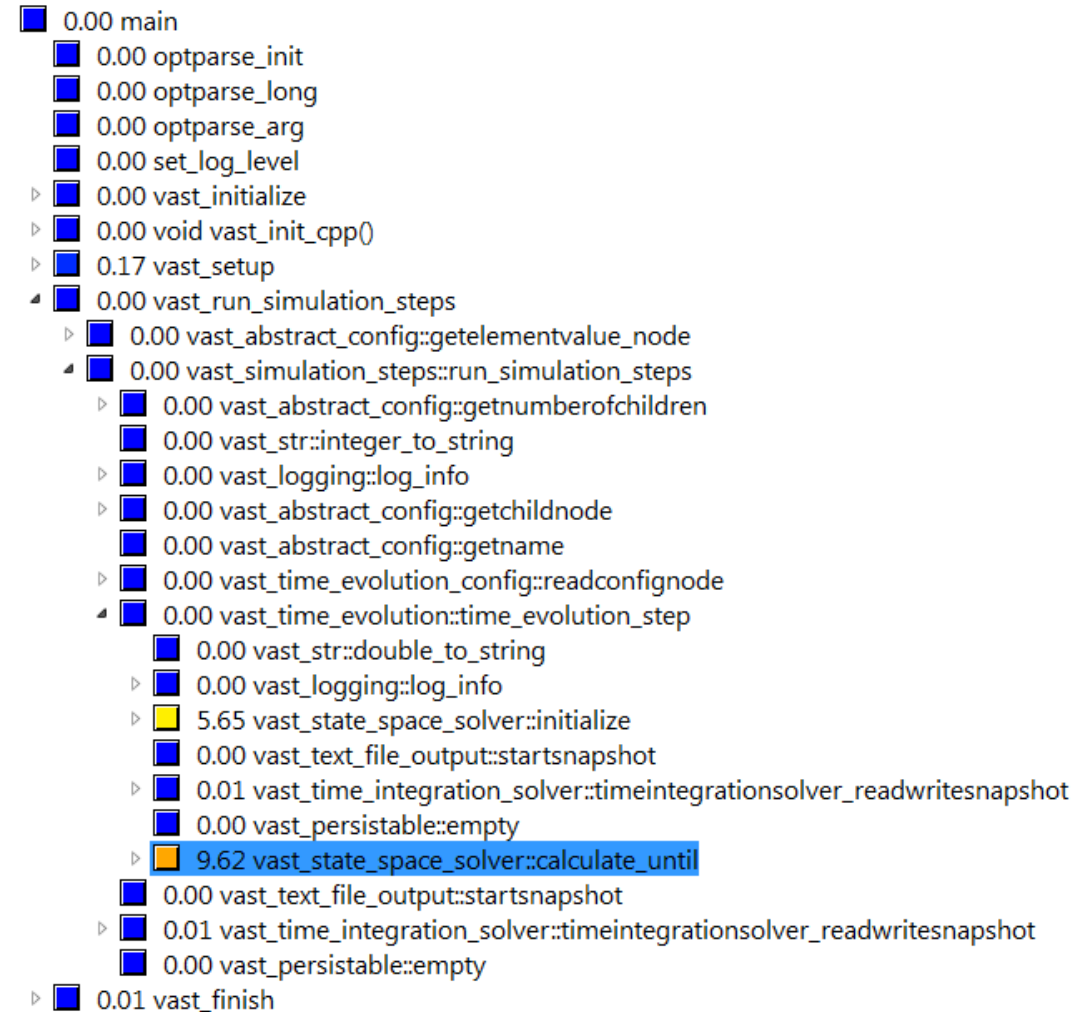 0.00 main
0.00 optparse_init
0.00 optparse_long
0.00 optparse_arg
0.00 set_log_level
0.00 vast_initialize
0.00 void vast_init_cpp()
0.17 vast_setup
0.00 vast_run_simulation_steps
0.00 vast_abstract_config::getelementvalue_node
0.00 vast_simulation_steps::run_simulation_steps
0.00 vast_abstract_config::getnumberofchildren
0.00 vast_str::integer_to_string
0.00 vast_logging::log_info
0.00 vast_abstract_config::getchildnode
0.00 vast_abstract_config::getname
0.00 vast_time_evolution_config::readconfignode
0.00 vast_time_evolution::time_evolution_step
0.00 vast_str::double_to_string
0.00 vast_logging::log_info
5.65 vast_state_space_solver::initialize
0.00 vast_text_file_output::startsnapshot
0.01 vast_time_integration_solver::timeintegrationsolver_readwritesnapshot
0.00 vast_persistable::empty
9.62 vast_state_space_solver::calculate_until
0.00 vast_text_file_output::startsnapshot
0.01 vast_time_integration_solver::timeintegrationsolver_readwritesnapshot
0.00 vast_persistable::empty
0.01 vast_finish